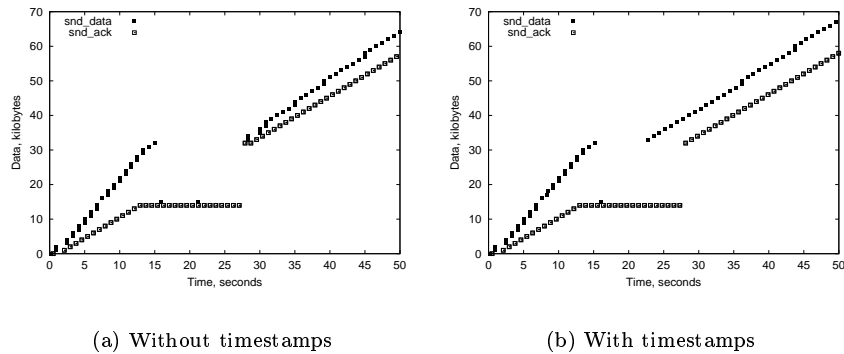 70
60
50
40
30
20
10
0
snd_data
snd_ack
Data, kilobytes
0 5 10 15 20 25 30 35 40 45 50
Time, seconds
(a) Without timestamps
70
60
50
40
30
20
10
0
snd_data
snd_ack
Data, kilobytes
0 5 10 15 20 25 30 35 40 45 50
Time, seconds
(b) With timestamps